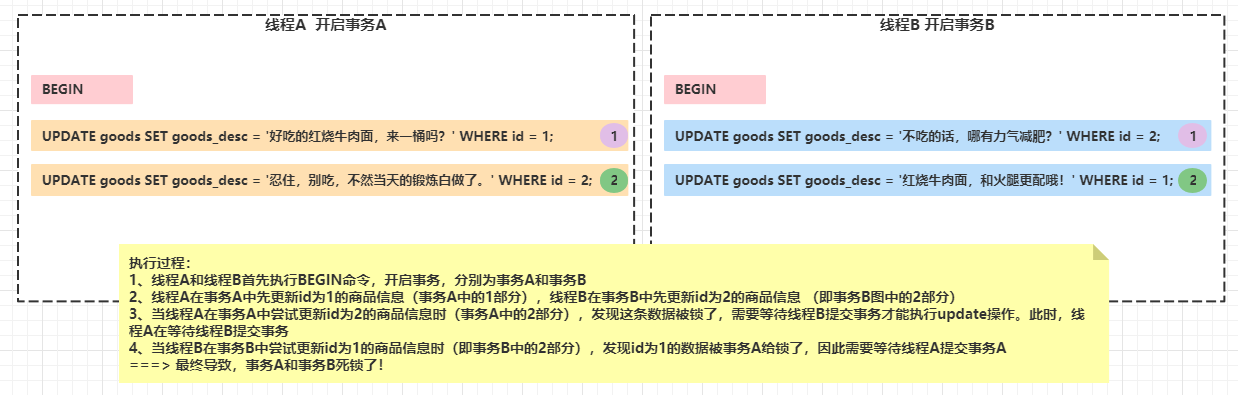 线程A 开启事务A
BEGIN
UPDATE goods SET goods_desc = '好吃的红烧牛肉面，来一桶吗？' WHERE id = 1;
1
UPDATE goods SET goods_desc = '忍住，别吃，不然当天的锻炼白做了。' WHERE id = 2;
2
线程B 开启事务B
BEGIN
UPDATE goods SET goods_desc = '不吃的话，哪有力气减肥？' WHERE id = 2;
1
UPDATE goods SET goods_desc = '红烧牛肉面，和火腿更配哦！' WHERE id = 1;
2
执行过程：
1、线程A和线程B首先执行BEGIN命令，开启事务，分别为事务A和事务B
2、线程A在事务A中先更新id为1的商品信息（事务A中的1部分），线程B在事务B中先更新id为2的商品信息 （即事务B图中的2部分）
3、当线程A在事务A中尝试更新id为2的商品信息时（事务A中的2部分），发现这条数据被锁了，需要等待线程B提交事务才能执行update操作。此时，线
程A在等待线程B提交事务
4、当线程B在事务B中尝试更新id为1的商品信息时（即事务B中的2部分），发现id为1的数据被事务A给锁了，因此需要等待线程A提交事务A
===> 最终导致，事务A和事务B死锁了！